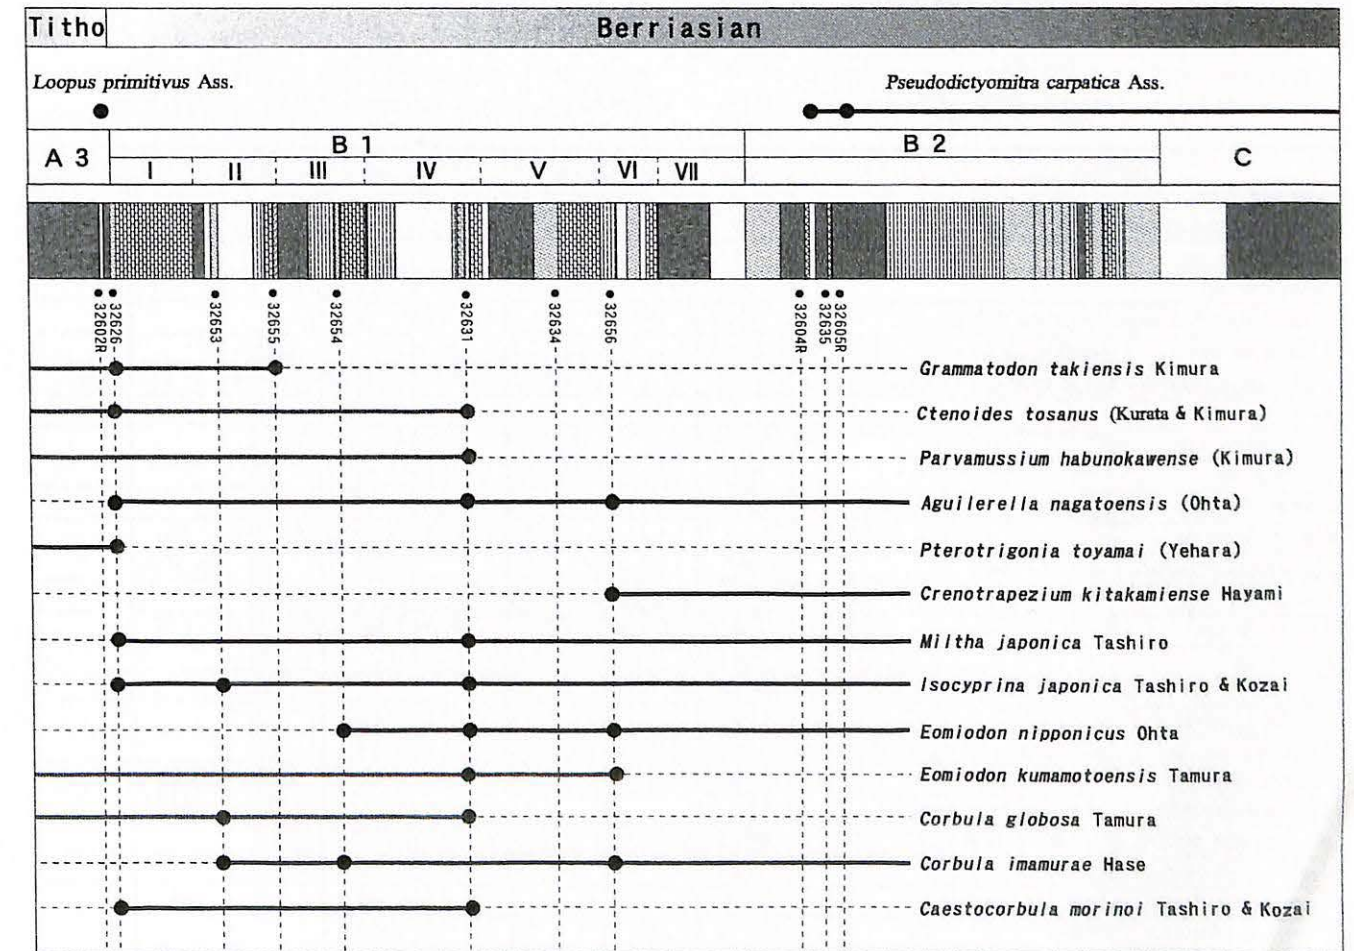 Titho Berriasian
Loopus primitivus Ass. Pseudodictyomitra carpatica Ass.
A 3 B 1 B 2 C
I II III IV V VI VII
32602R 32626 32653 32655 32654 32631 32634 32656 32604R 32635 32605R
Grammatodon takiensis Kimura
Ctenoides tosanus (Kurata & Kimura)
Parvamussium habunokawense (Kimura)
Aguilerella nagatoensis (Ohta)
Pterotrigonia toyamai (Yehara)
Crenotrapezium kitakamiense Hayami
Miltha japonica Tashiro
Isocyprina japonica Tashiro & Kozai
Eomiodon nipponicus Ohta
Eomiodon kumamotoensis Tamura
Corbula globosa Tamura
Corbula imamurae Hase
Caestocorbula morinoi Tashiro & Kozai